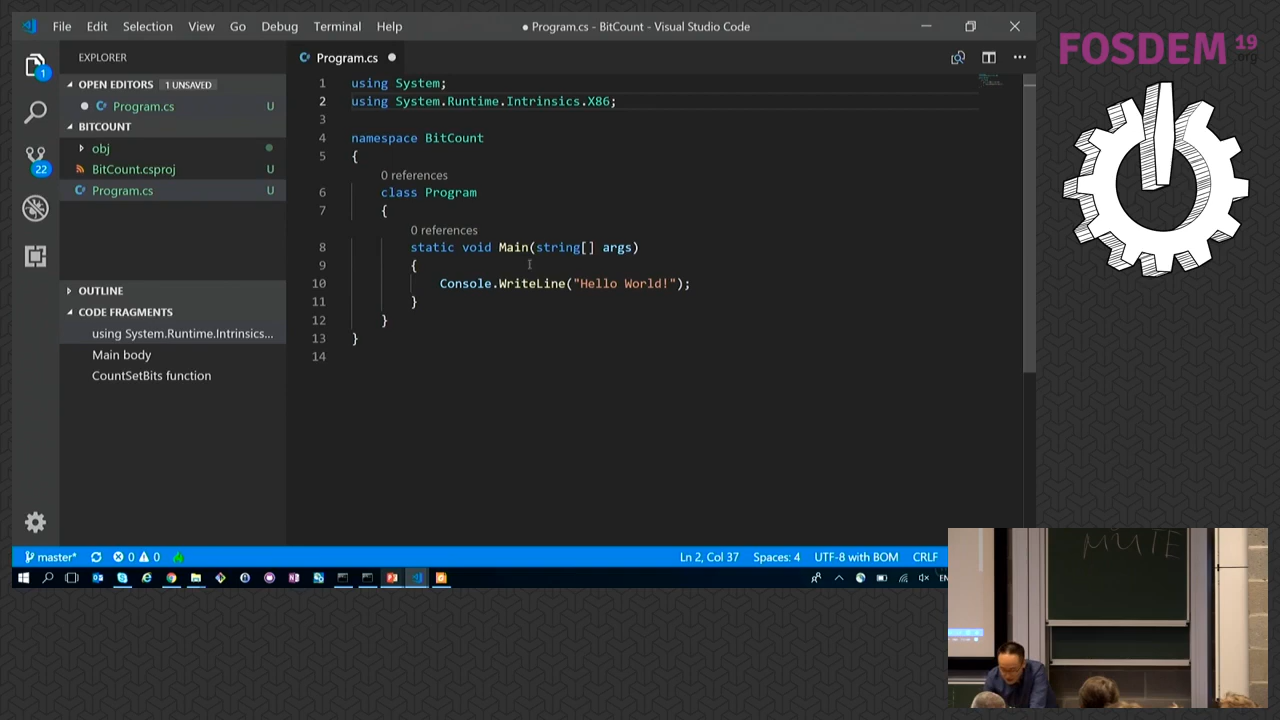 File Edit Selection View Go Debug Terminal Help
● Program.cs - BitCount - Visual Studio Code
FOSDEM 19
.org
EXPLORER
Program.cs
OPEN EDITORS 1 UNSAVED
Program.cs U
BITCOUNT
obj
BitCount.csproj U
Program.cs U
OUTLINE
CODE FRAGMENTS
using System.Runtime.Intrinsics...
Main body
CountSetBits function
1
22
1 using System;
2 using System.Runtime.Intrinsics.X86;
3
4 namespace BitCount
5 {
0 references
6 class Program
7 {
0 references
8 static void Main(string[] args)
9 {
10 Console.WriteLine("Hello World!");
11 }
12 }
13 }
14
master* 0 0 Ln 2, Col 37 Spaces: 4 UTF-8 with BOM CRLF
MUTE